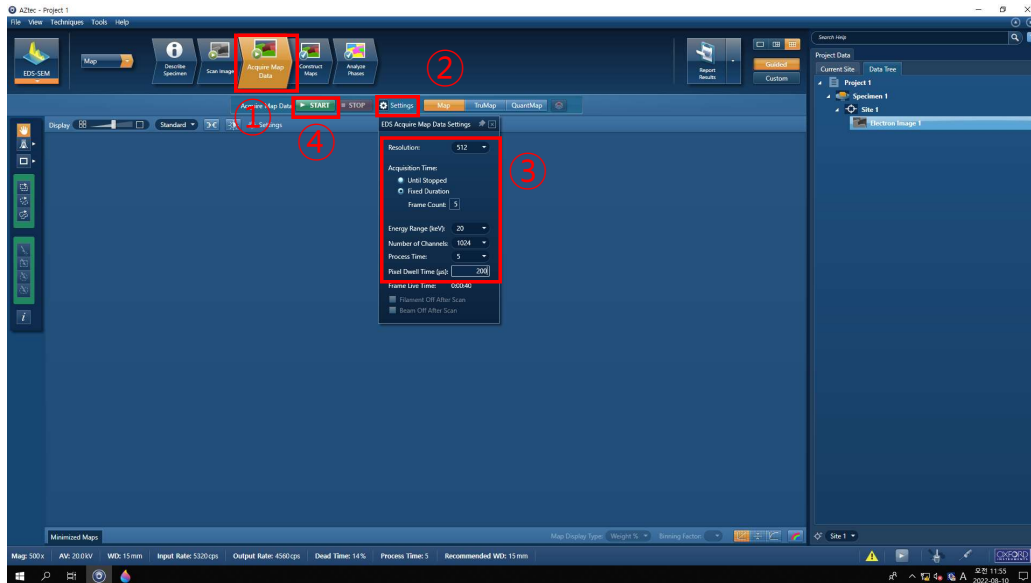 AZtec - Project 1
File View Techniques Tools Help
EDS-SEM
Map
Describe Specimen
Scan Image
Acquire Map Data
Construct Maps
Analyze Phases
②
Report Results
Guided
Custom
Search Help
Project Data
Current Site Data Tree
Project 1
Specimen 1
Site 1
Electron Image 1
Acquire Map Data START STOP Settings Map TruMap QuantMap
①
④
Display Standard Settings
EDS Acquire Map Data Settings
Resolution: 512
③
Acquisition Time:
Until Stopped
Fixed Duration
Frame Count: 5
Energy Range (keV): 20
Number of Channels: 1024
Process Time: 5
Pixel Dwell Time (µs): 200
Frame Live Time: 0:00:40
Filament Off After Scan
Beam Off After Scan
Minimized Maps
Map Display Type: Weight % Binning Factor:
Site 1
Mag: 500 x AV: 20.0 kV WD: 15 mm Input Rate: 5320 cps Output Rate: 4560 cps Dead Time: 14% Process Time: 5 Recommended WD: 15 mm
OXFORD
INSTRUMENTS
A
오전 11:55
2022-08-10